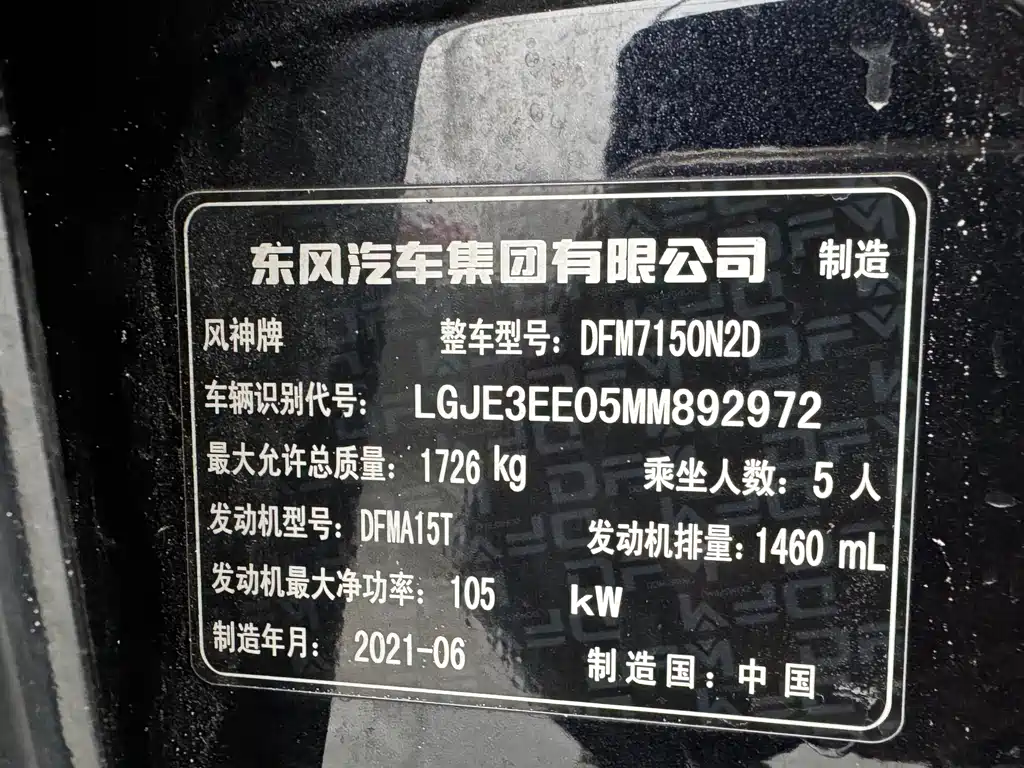 东风汽车集团有限公司 制造
风神牌 整车型号：DFM7150N2D
车辆识别代号：LGJE3EE05MM892972
最大允许总质量：1726 kg 乘坐人数：5 人
发动机型号：DFMA15T 发动机排量：1460 mL
发动机最大净功率：105 kW
制造年月：2021-06 制造国：中国